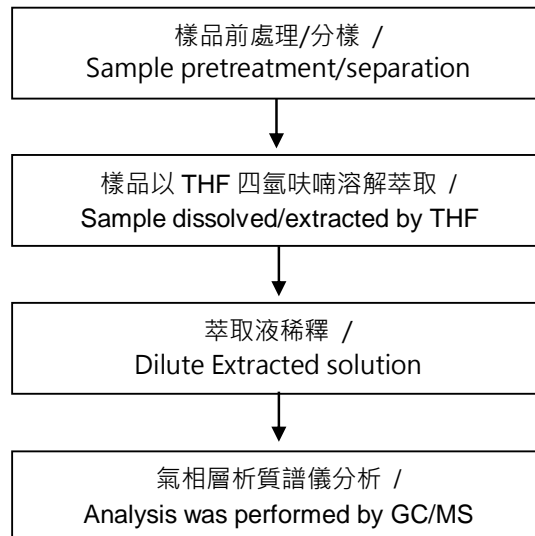 樣品前處理/分樣 /
Sample pretreatment/separation
樣品以 THF 四氫呋喃溶解萃取 /
Sample dissolved/extracted by THF
萃取液稀釋 /
Dilute Extracted solution
氣相層析質譜儀分析 /
Analysis was performed by GC/MS